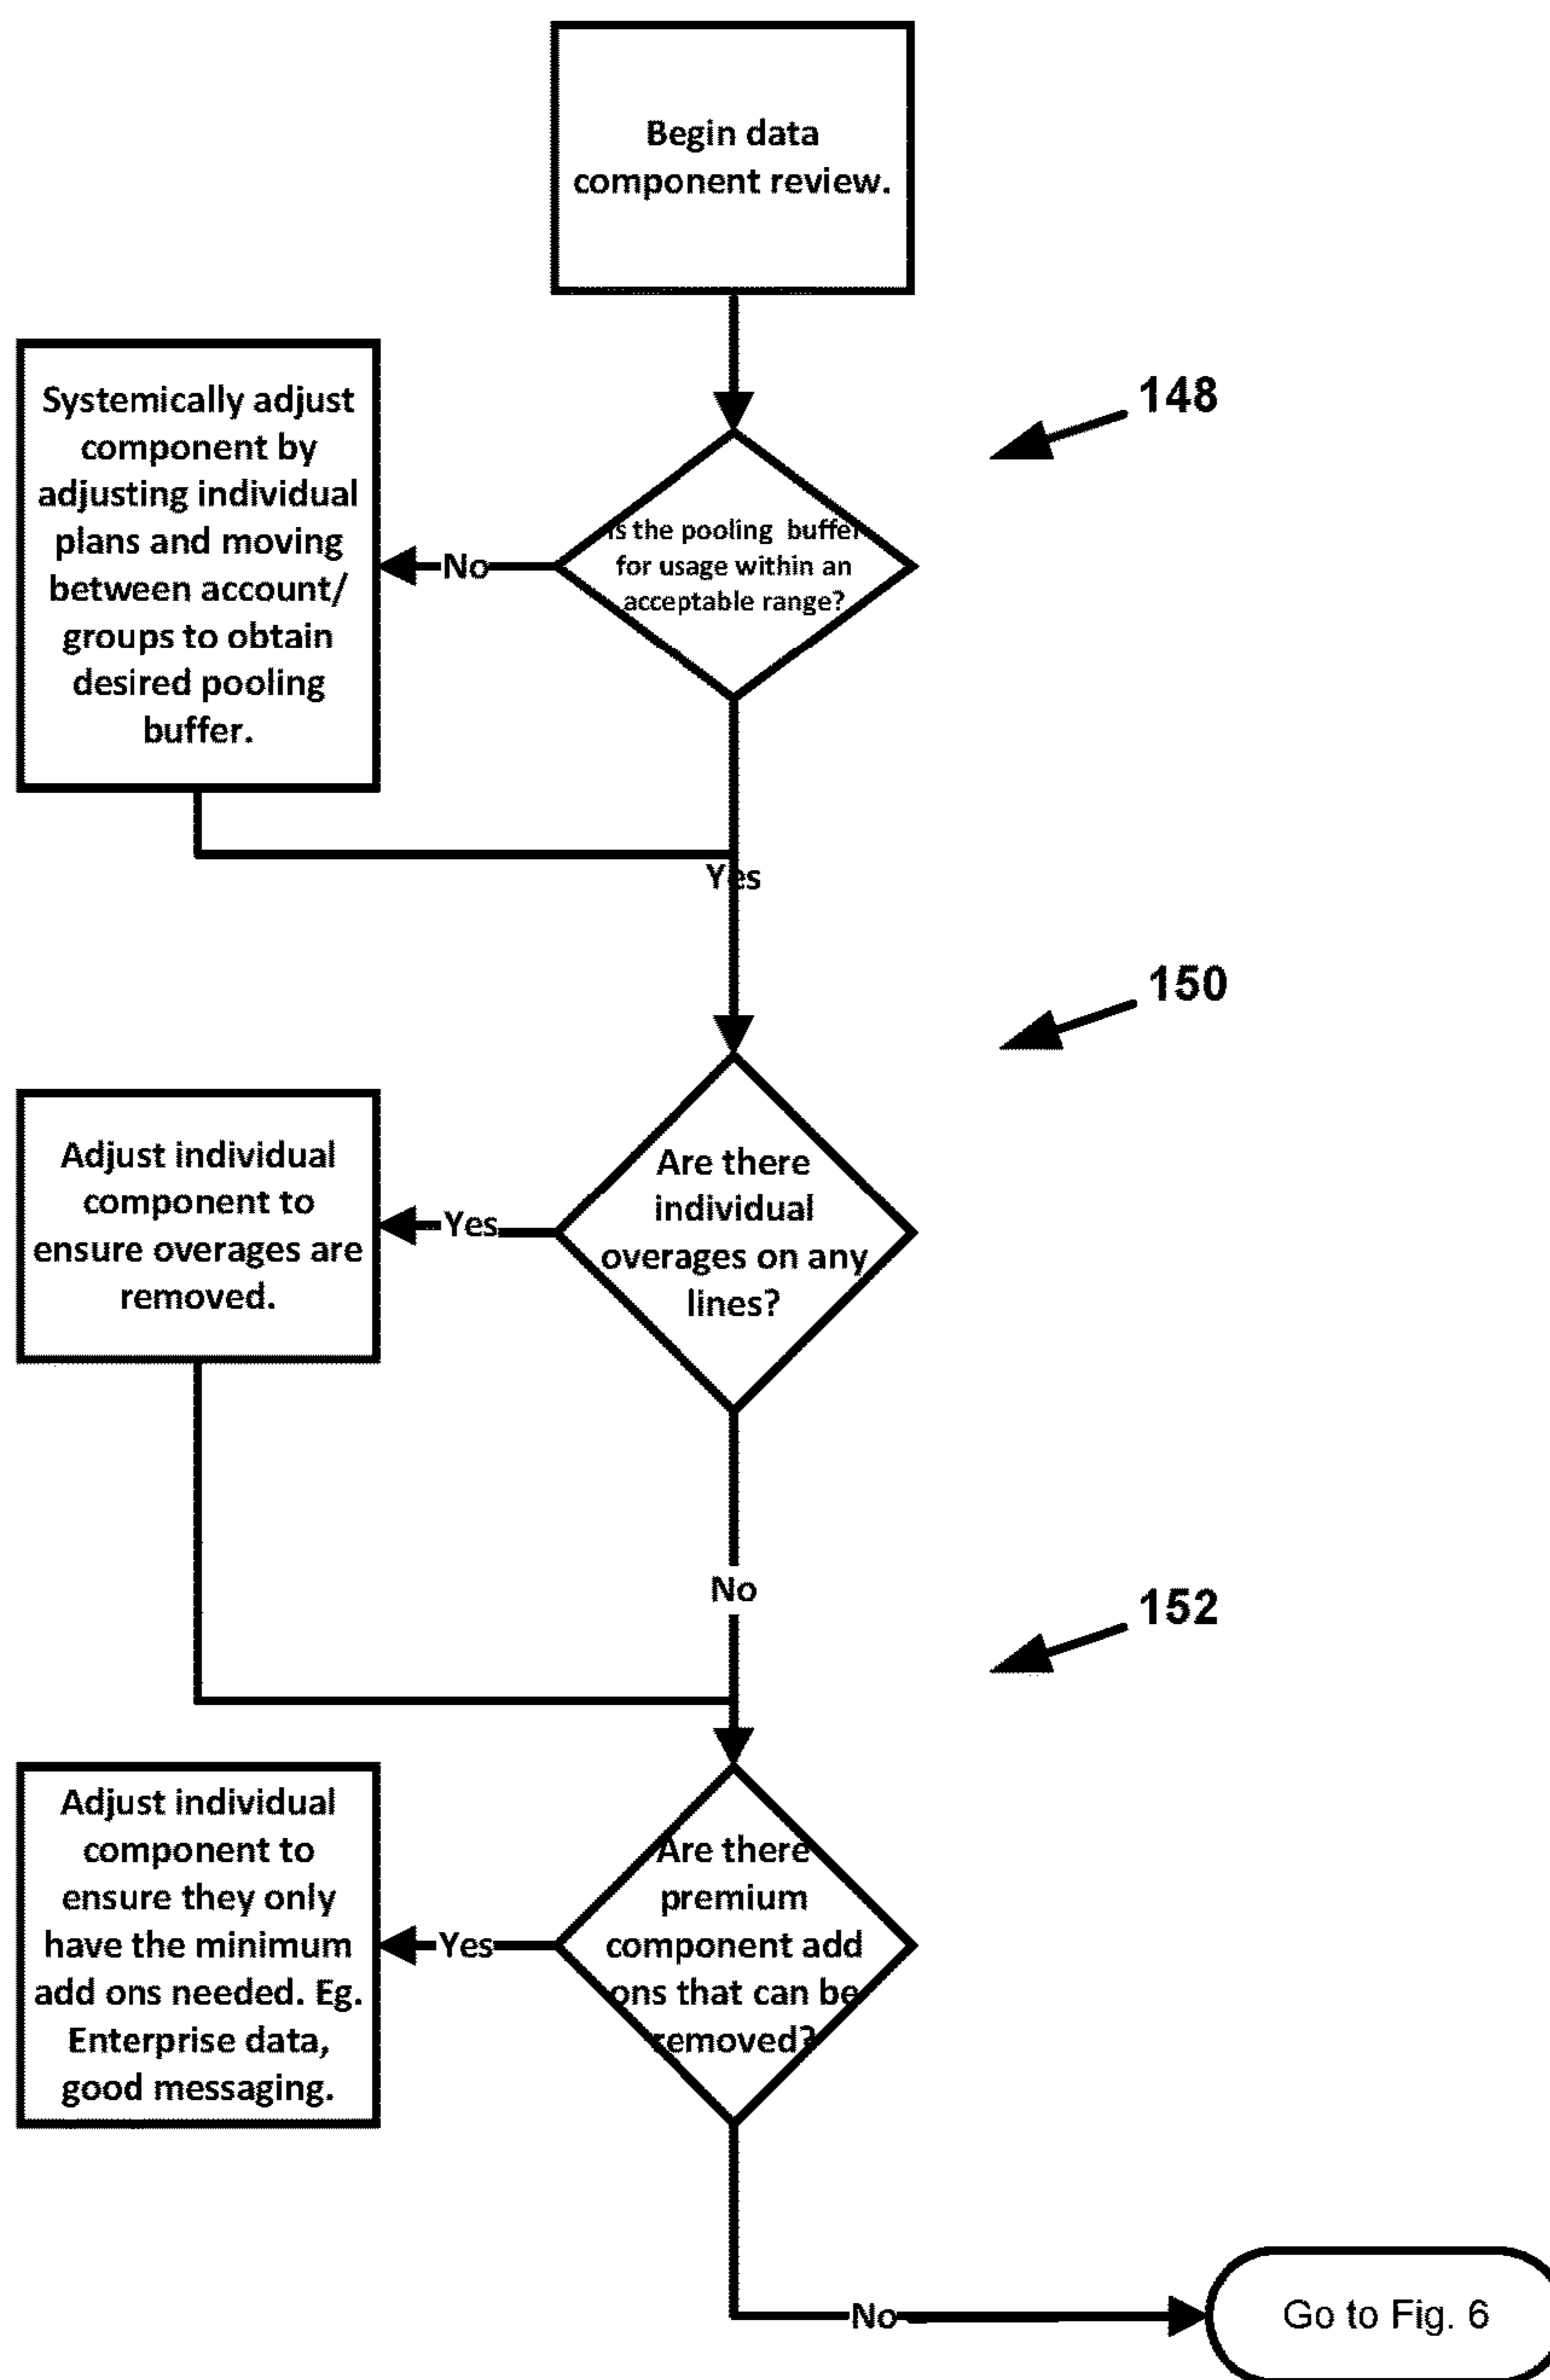 Begin data
component review.
148
Systemically adjust
component by
adjusting individual
plans and moving
between account/
groups to obtain
desired pooling
buffer.
No
Is the pooling buffer
for usage within an
acceptable range?
Yes
150
Adjust individual
component to
ensure overages are
removed.
Yes
Are there
individual
overages on any
lines?
No
152
Adjust individual
component to
ensure they only
have the minimum
add ons needed. Eg.
Enterprise data,
good messaging.
Yes
Are there
premium
component add
ons that can be
removed?
No
Go to Fig. 6